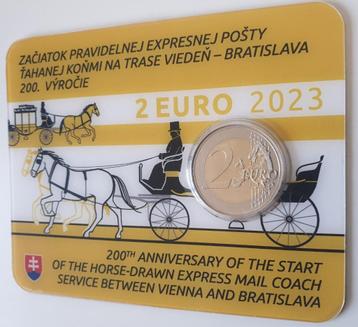 ZAČIATOK PRAVIDELNEJ EXPRESNEJ POŠTY
ŤAHANEJ KOŇMI NA TRASE VIEDEŇ – BRATISLAVA
200. VÝROČIE
2 EURO 2023
2 EURO
200TH ANNIVERSARY OF THE START
OF THE HORSE-DRAWN EXPRESS MAIL COACH
SERVICE BETWEEN VIENNA AND BRATISLAVA